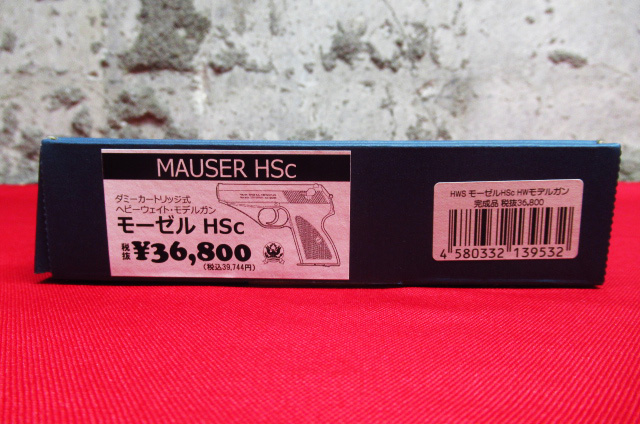 MAUSER HSc
ダミーカートリッジ式
ヘビーウェイト・モデルガン
モーゼル HSc
税抜 ¥36,800
(税込39,744円)
HWS モーゼルHSc HWモデルガン
完成品 税抜36,800
4 580332 139532